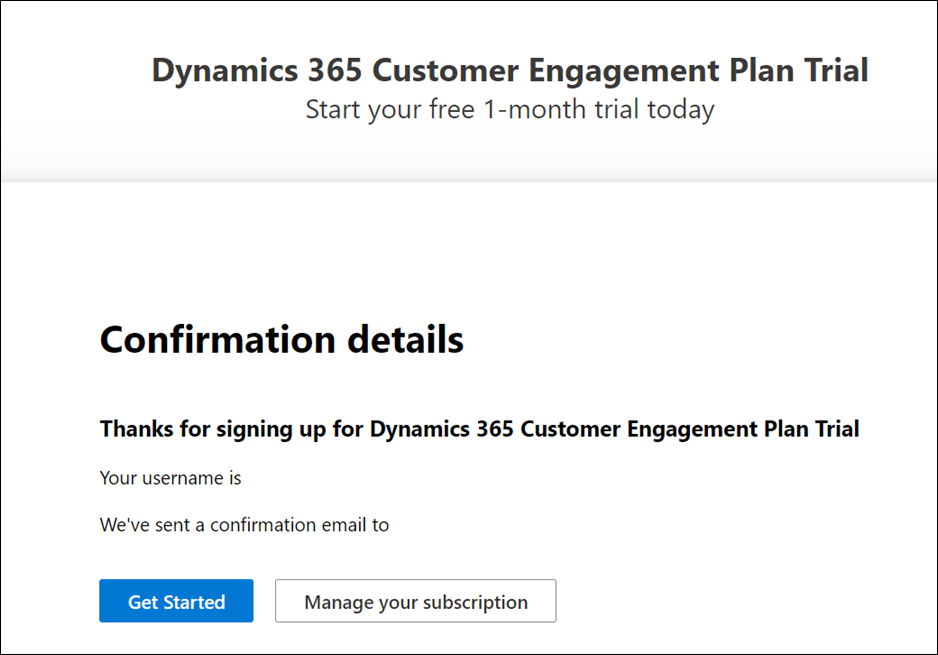 Dynamics 365 Customer Engagement Plan Trial
Start your free 1-month trial today
Confirmation details
Thanks for signing up for Dynamics 365 Customer Engagement Plan Trial
Your username is
We've sent a confirmation email to
Get Started
Manage your subscription